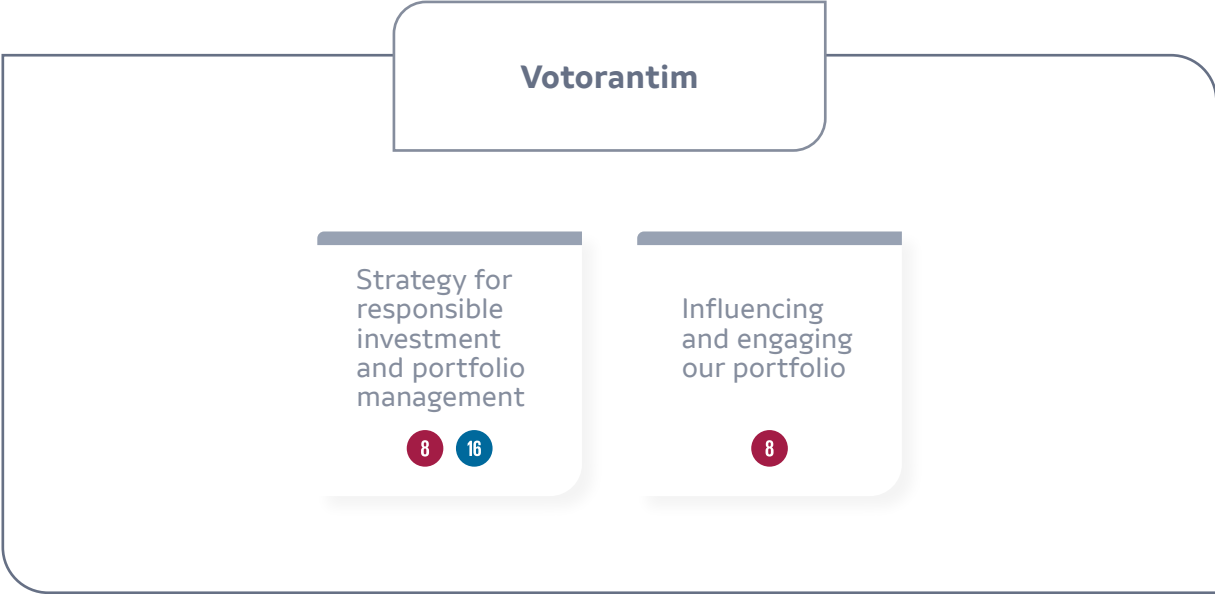 Votorantim
Strategy for
responsible
investment
and portfolio
management
8 16
Influencing
and engaging
our portfolio
8